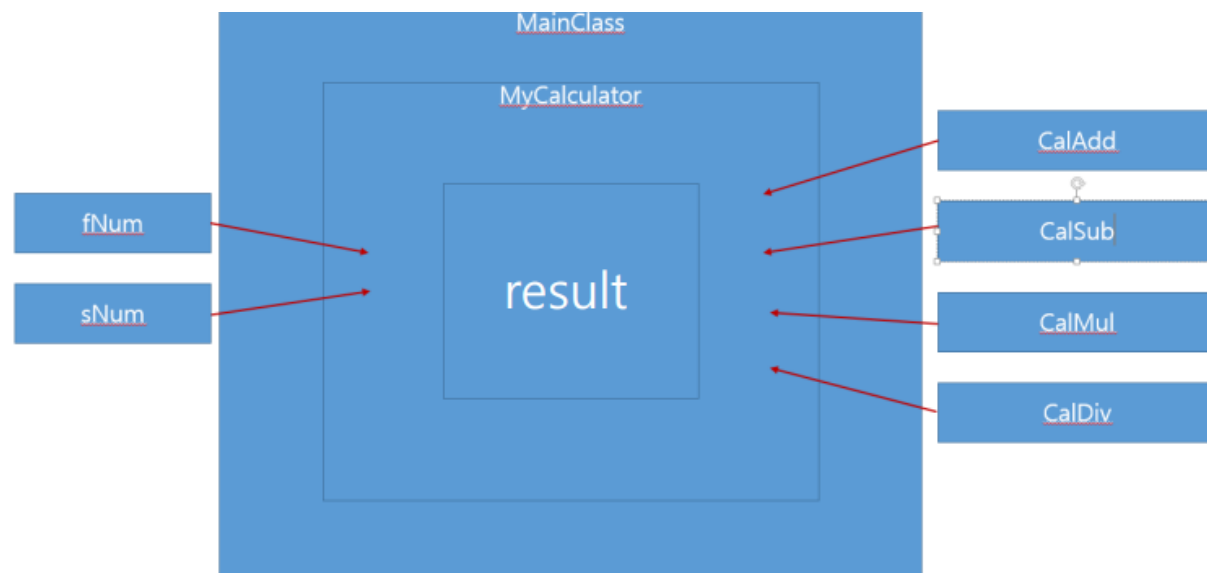 MainClass
MyCalculator
fNum
sNum
result
CalAdd
CalSub
CalMul
CalDiv